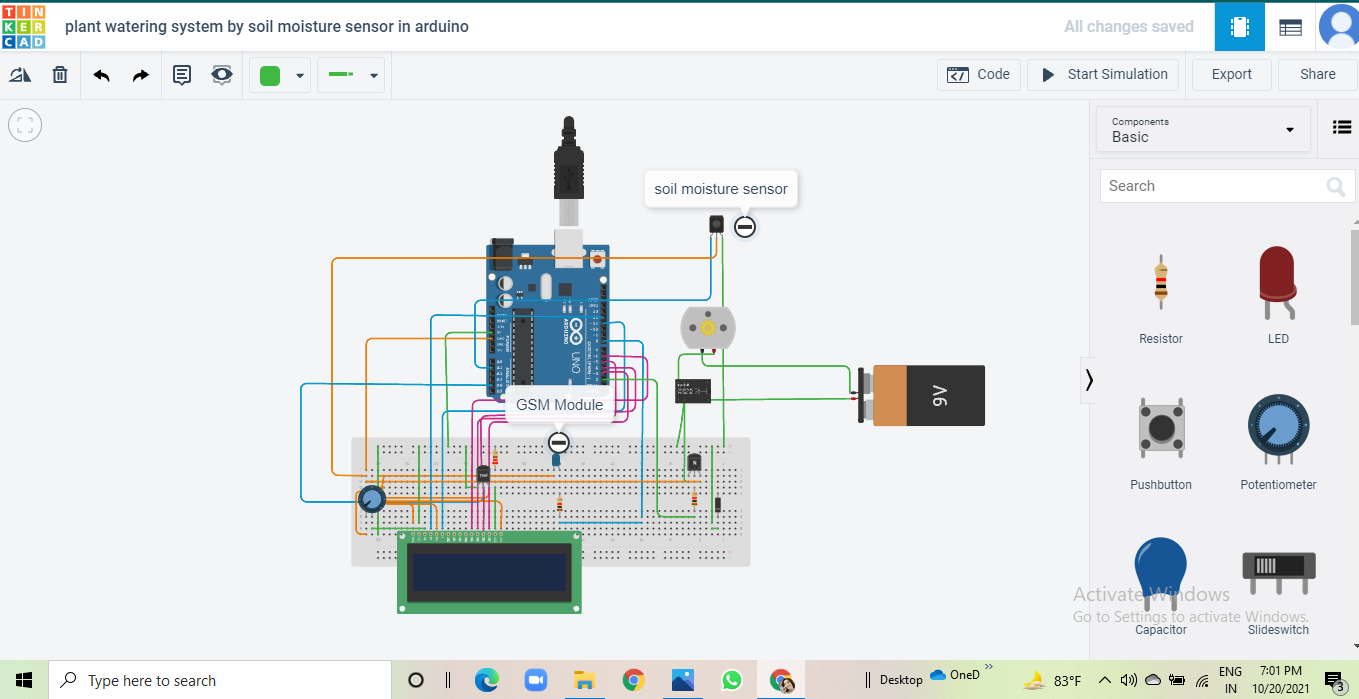 TIN
KER
CAD
plant watering system by soil moisture sensor in arduino
All changes saved
Code
Start Simulation
Export
Share
Components
Basic
Search
soil moisture sensor
ARDUINO
UNO
9V
GSM Module
TMP
N
Resistor
LED
Pushbutton
Potentiometer
Capacitor
Slideswitch
Activate Windows
Go to Settings to activate Windows.
Type here to search
Desktop
OneD
83°F
ENG
IN
7:01 PM
10/20/2021
3